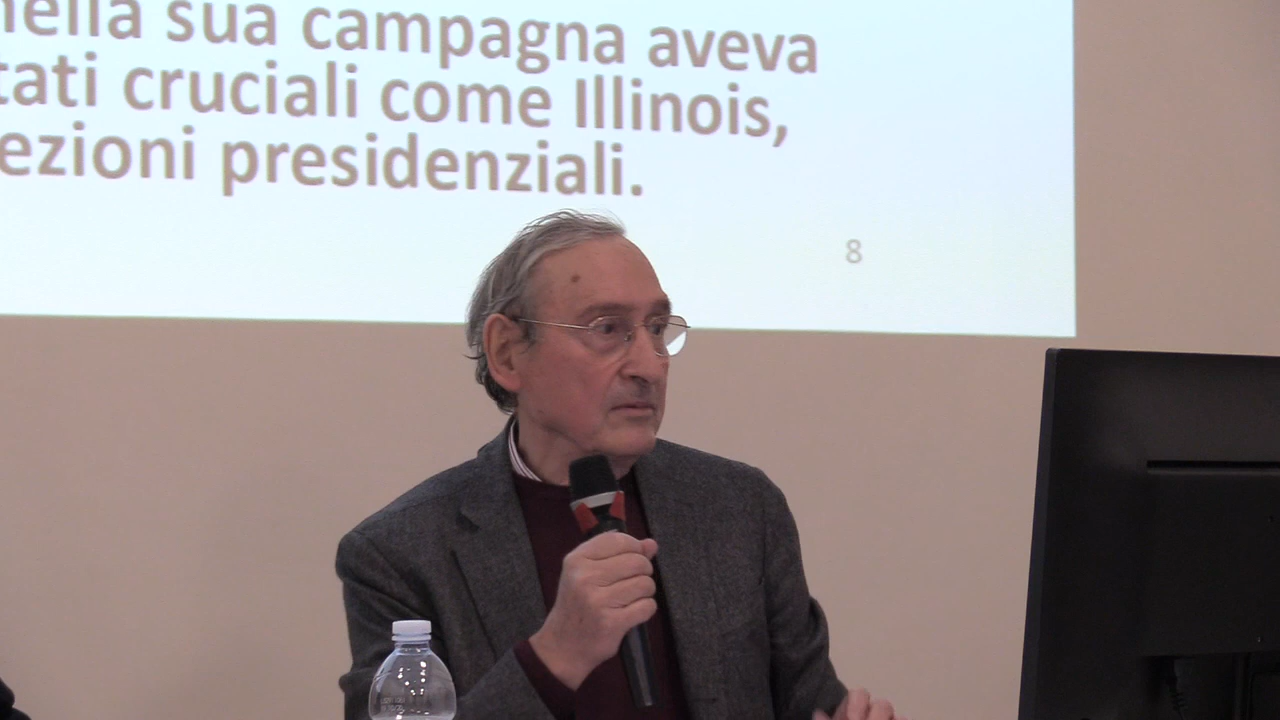 nella sua campagna aveva
tati cruciali come Illinois,
ezioni presidenziali.
8